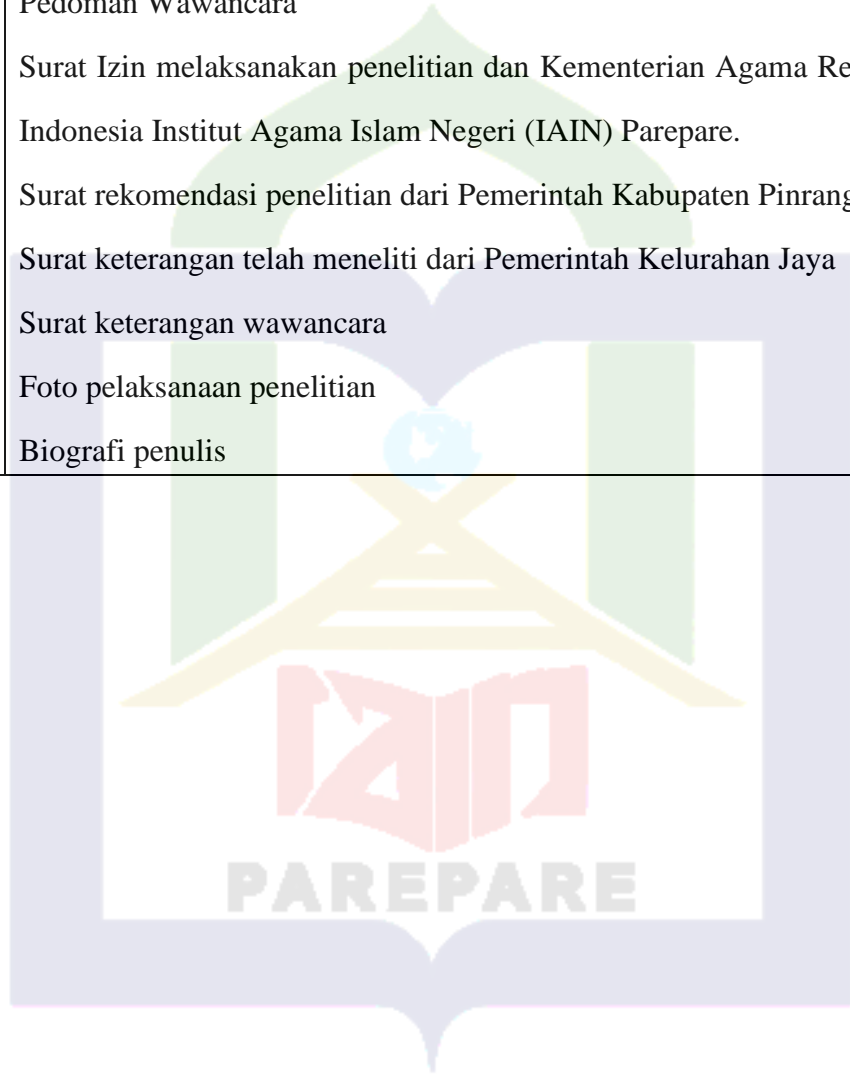 Pedoman Wawancara
Surat Izin melaksanakan penelitian dan Kementerian Agama Re
Indonesia Institut Agama Islam Negeri (IAIN) Parepare.
Surat rekomendasi penelitian dari Pemerintah Kabupaten Pinrang
Surat keterangan telah meneliti dari Pemerintah Kelurahan Jaya
Surat keterangan wawancara
Foto pelaksanaan penelitian
Biografi penulis
iain
PAREPARE